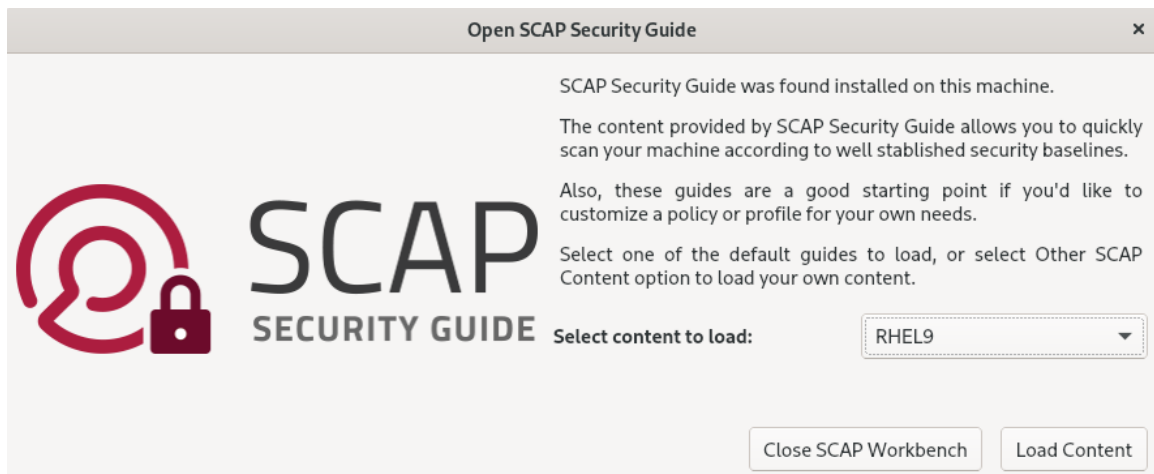 Open SCAP Security Guide
×
SCAP Security Guide was found installed on this machine.
The content provided by SCAP Security Guide allows you to quickly
scan your machine according to well stablished security baselines.
Also, these guides are a good starting point if you'd like to
customize a policy or profile for your own needs.
Select one of the default guides to load, or select Other SCAP
Content option to load your own content.
SCAP
SECURITY GUIDE
Select content to load:
RHEL9
Close SCAP Workbench
Load Content